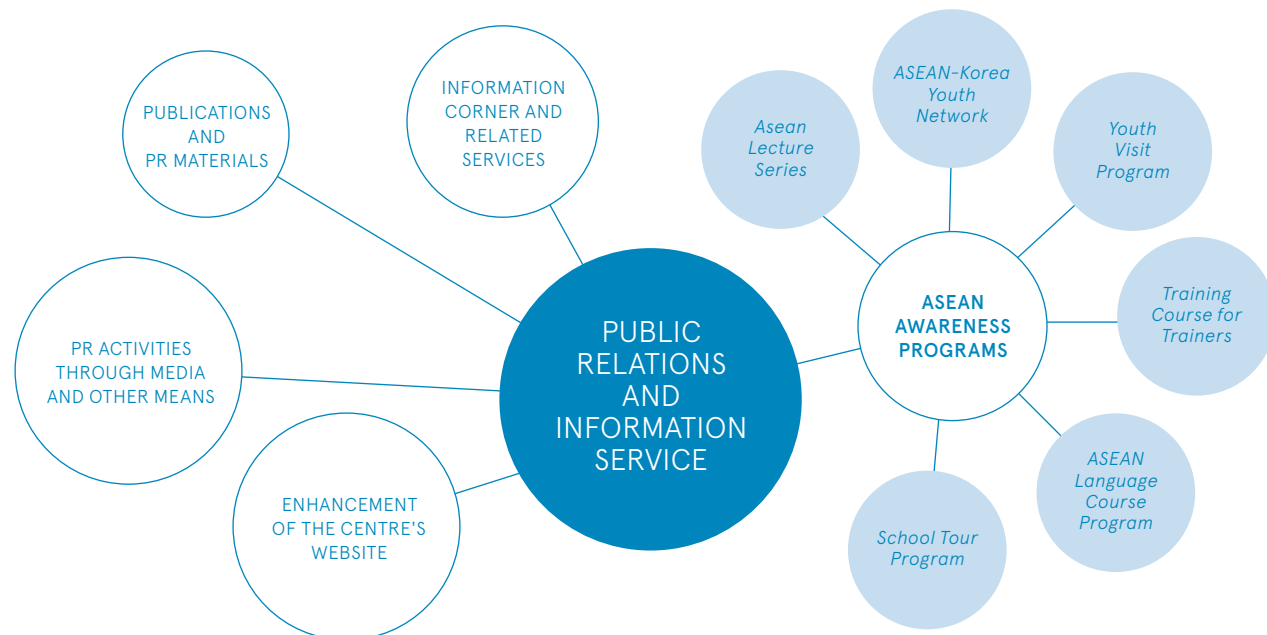 PUBLICATIONS
AND
PR MATERIALS
INFORMATION
CORNER AND
RELATED
SERVICES
PR ACTIVITIES
THROUGH MEDIA
AND OTHER MEANS
ENHANCEMENT
OF THE CENTRE'S
WEBSITE
PUBLIC
RELATIONS
AND
INFORMATION
SERVICE
ASEAN
AWARENESS
PROGRAMS
Asean
Lecture
Series
ASEAN-Korea
Youth
Network
Youth
Visit
Program
Training
Course for
Trainers
ASEAN
Language
Course
Program
School Tour
Program